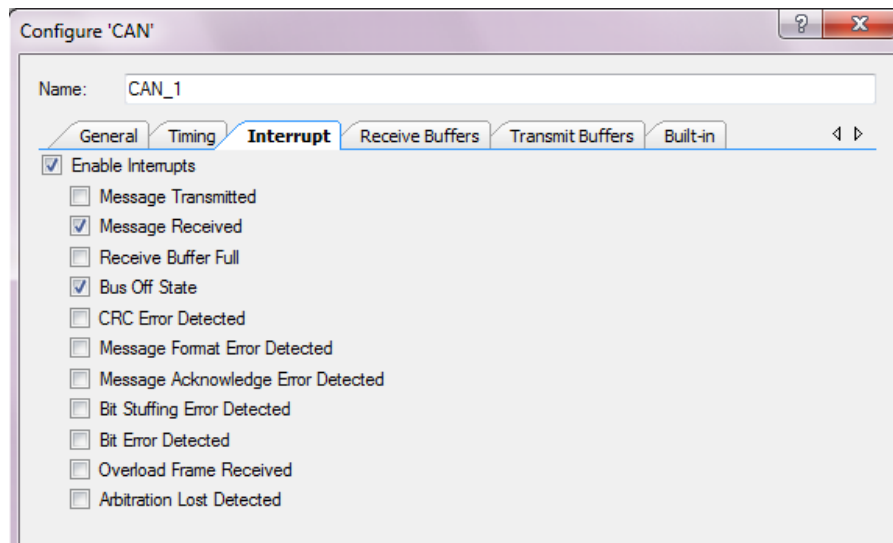 Configure 'CAN'
Name: CAN_1
General Timing Interrupt Receive Buffers Transmit Buffers Built-in
Enable Interrupts
Message Transmitted
Message Received
Receive Buffer Full
Bus Off State
CRC Error Detected
Message Format Error Detected
Message Acknowledge Error Detected
Bit Stuffing Error Detected
Bit Error Detected
Overload Frame Received
Arbitration Lost Detected